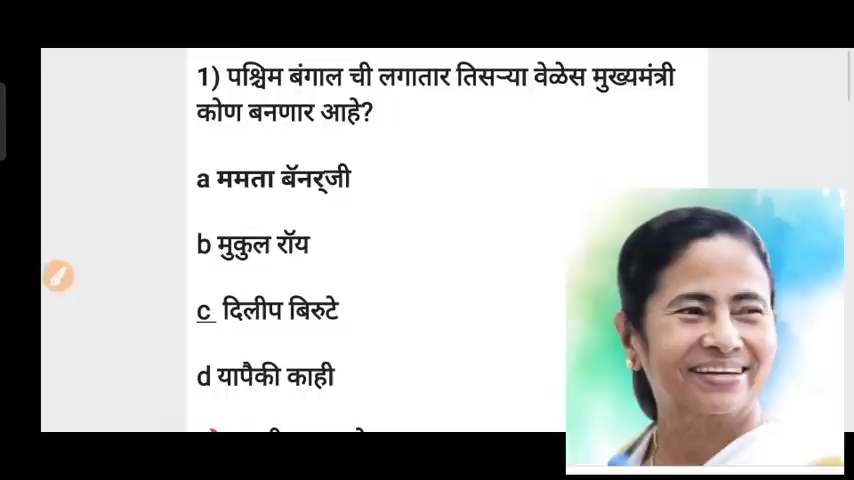 1) पश्चिम बंगाल ची लगातार तिसऱ्या वेळेस मुख्यमंत्री
कोण बनणार आहे?
a ममता बॅनर्जी
b मुकुल रॉय
c दिलीप बिरुटे
d यापैकी काही